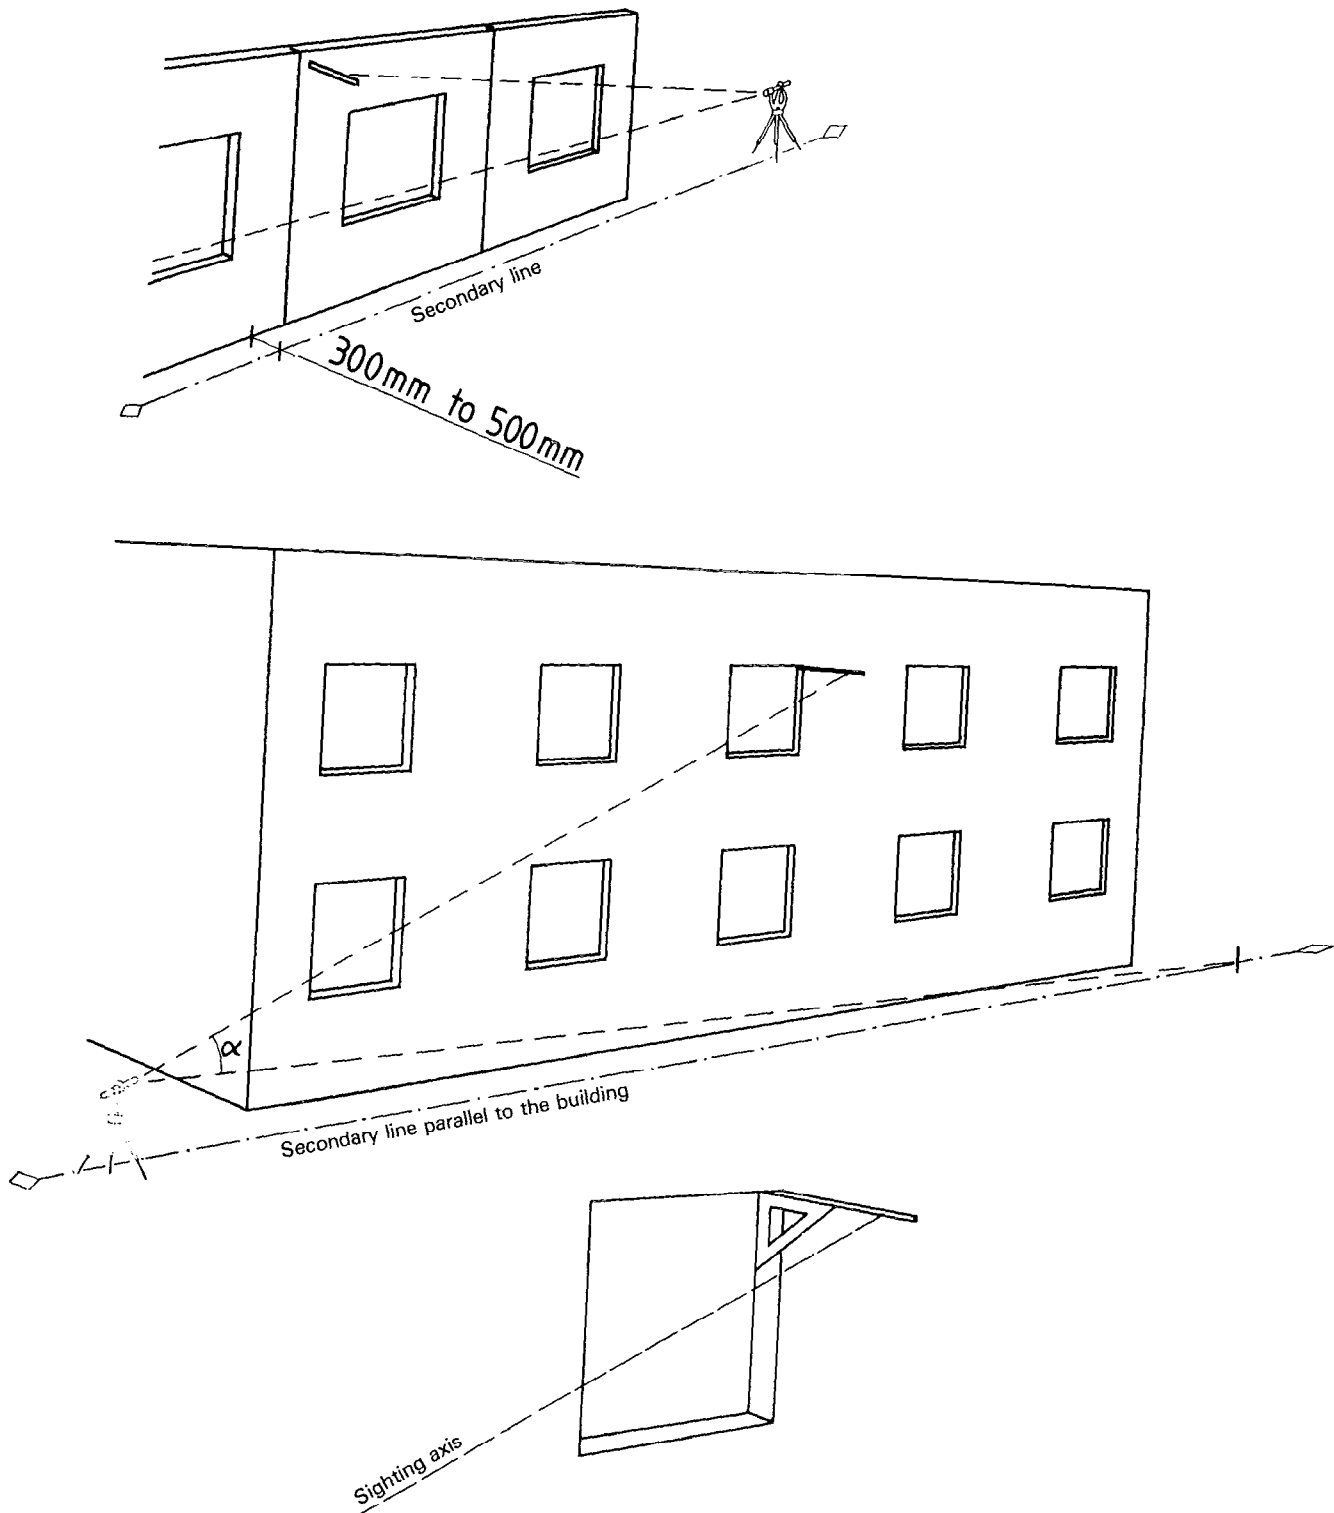 Secondary line
300mm to 500mm
α
Secondary line parallel to the building
Sighting axis